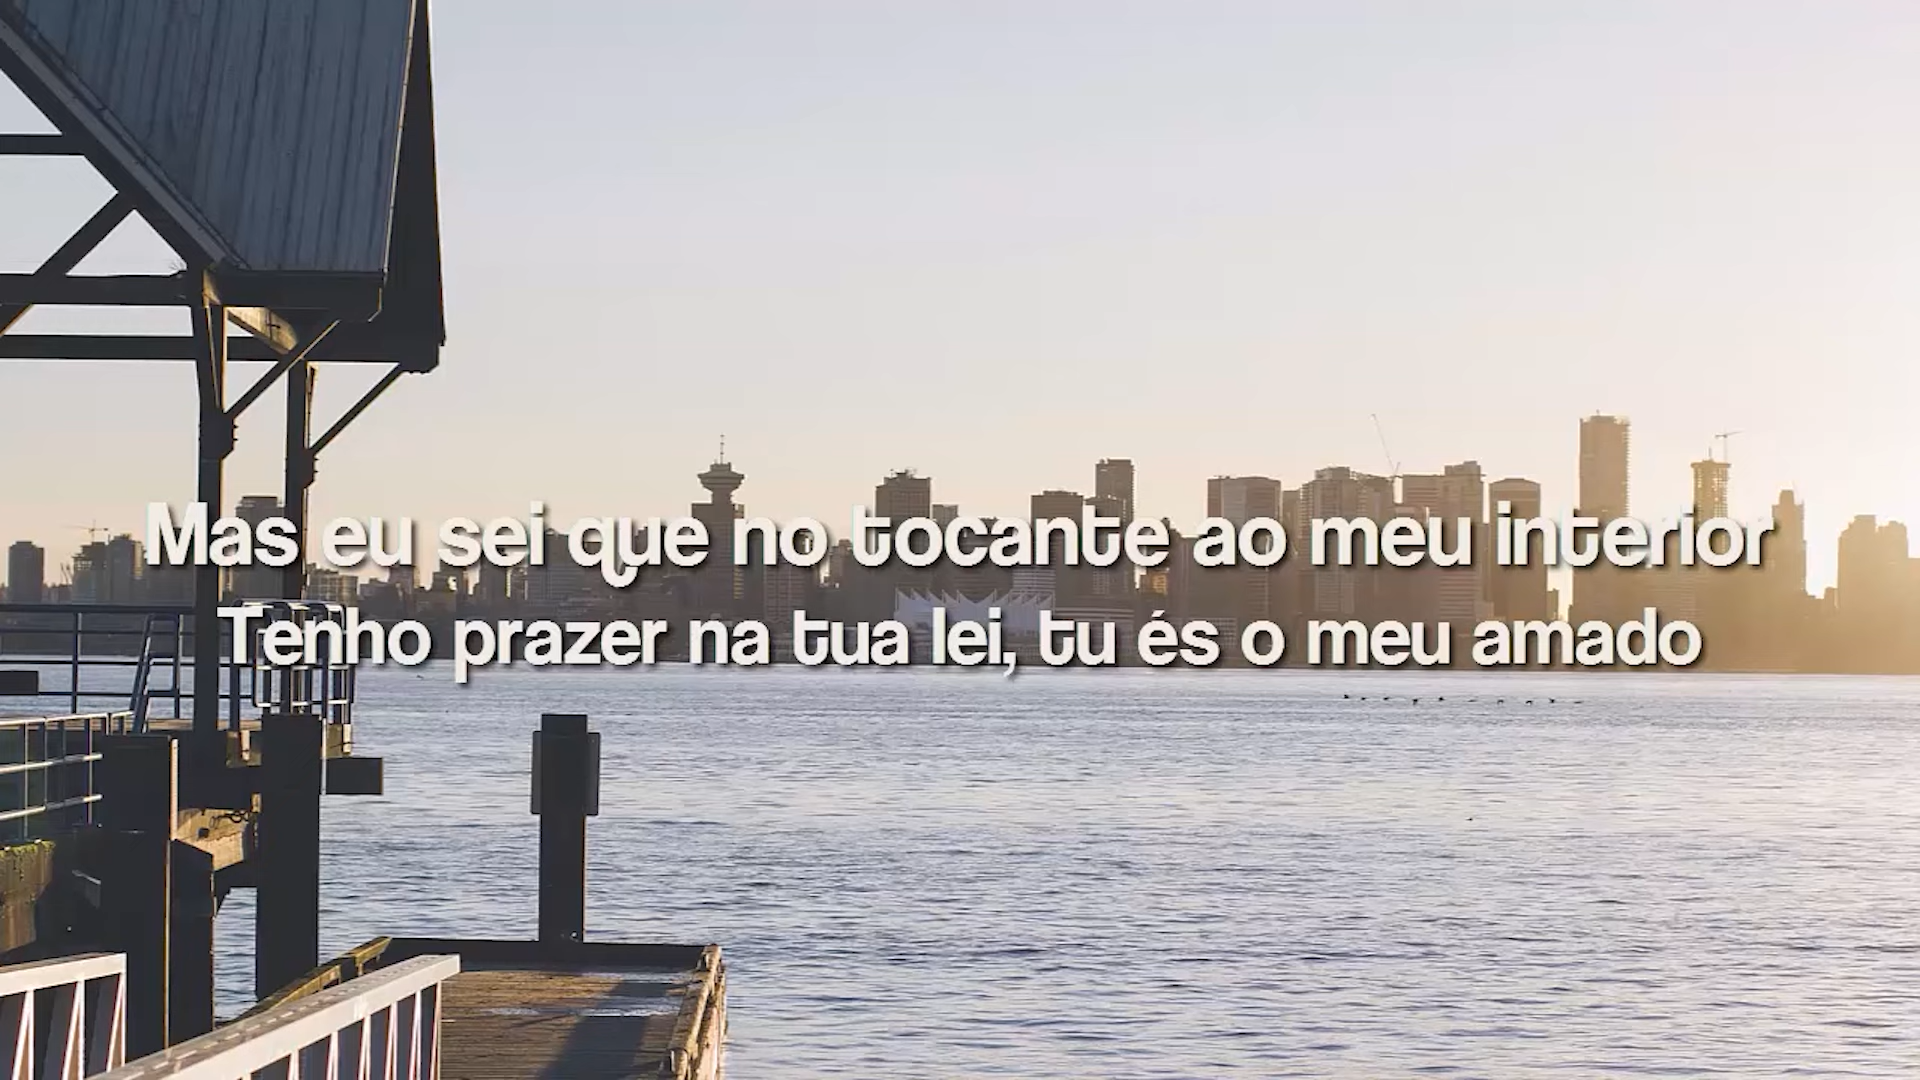 Mas eu sei que no tocante ao meu interior
Tenho prazer na tua lei, tu és o meu amado